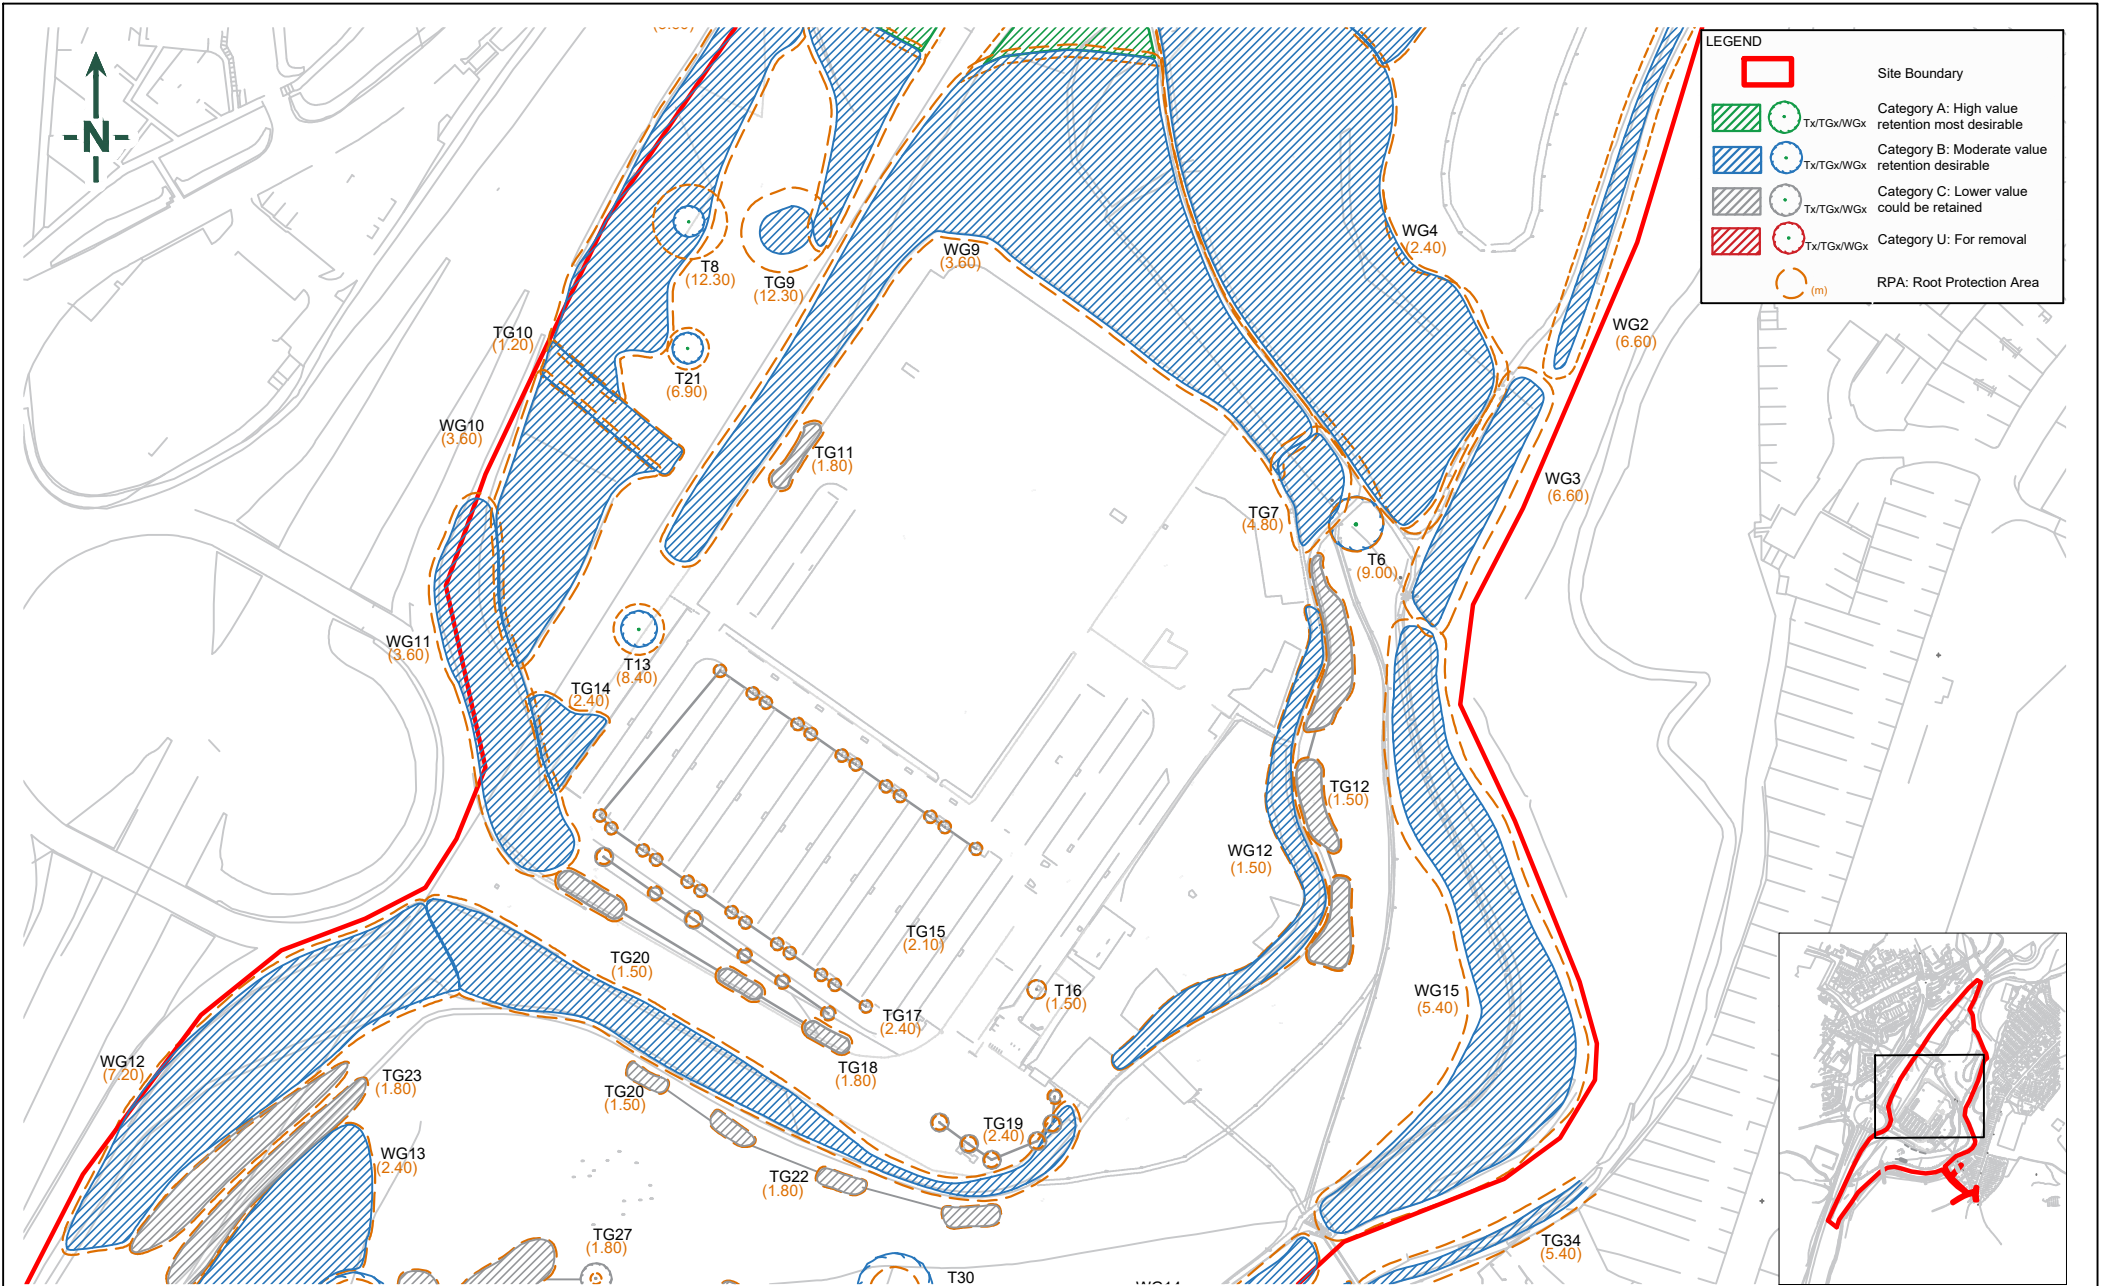 N
LEGEND
Site Boundary
Tx/TGx/WGx
Category A: High value
retention most desirable
Tx/TGx/WGx
Category B: Moderate value
retention desirable
Tx/TGx/WGx
Category C: Lower value
could be retained
Tx/TGx/WGx
Category U: For removal
(m)
RPA: Root Protection Area
WG4
(2.40)
WG9
(3.60)
T8
(12.30)
TG9
(12.30)
TG10
(1.20)
WG2
(6.60)
T21
(6.90)
WG10
(3.60)
TG11
(1.80)
WG3
(6.60)
TG7
(4.80)
T6
(9.00)
WG11
(3.60)
T13
(8.40)
TG14
(2.40)
TG12
(1.50)
WG12
(1.50)
TG15
(2.10)
TG20
(1.50)
T16
(1.50)
WG15
(5.40)
TG17
(2.40)
WG12
(7.20)
TG23
(1.80)
TG18
(1.80)
TG20
(1.50)
TG19
(2.40)
WG13
(2.40)
TG22
(1.80)
TG27
(1.80)
TG34
(5.40)
T30